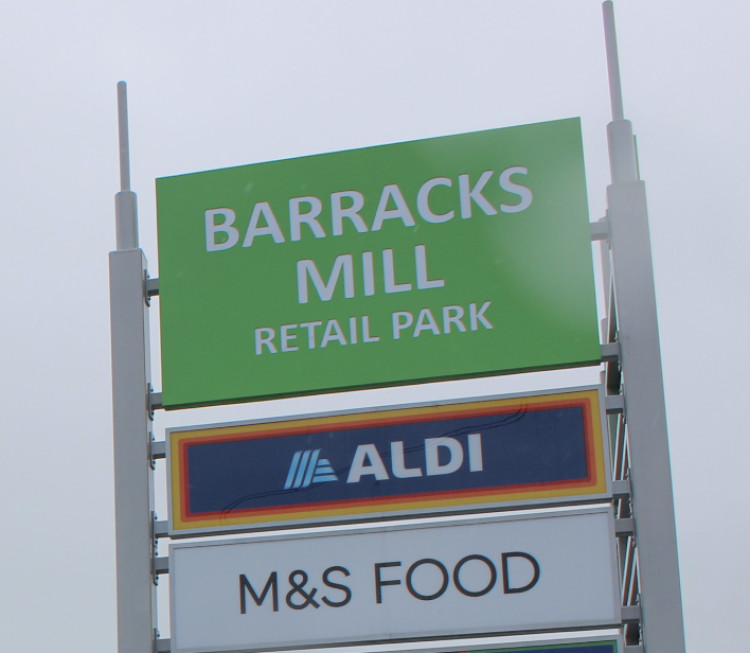 BARRACKS
MILL
RETAIL PARK
ALDI
M&S FOOD